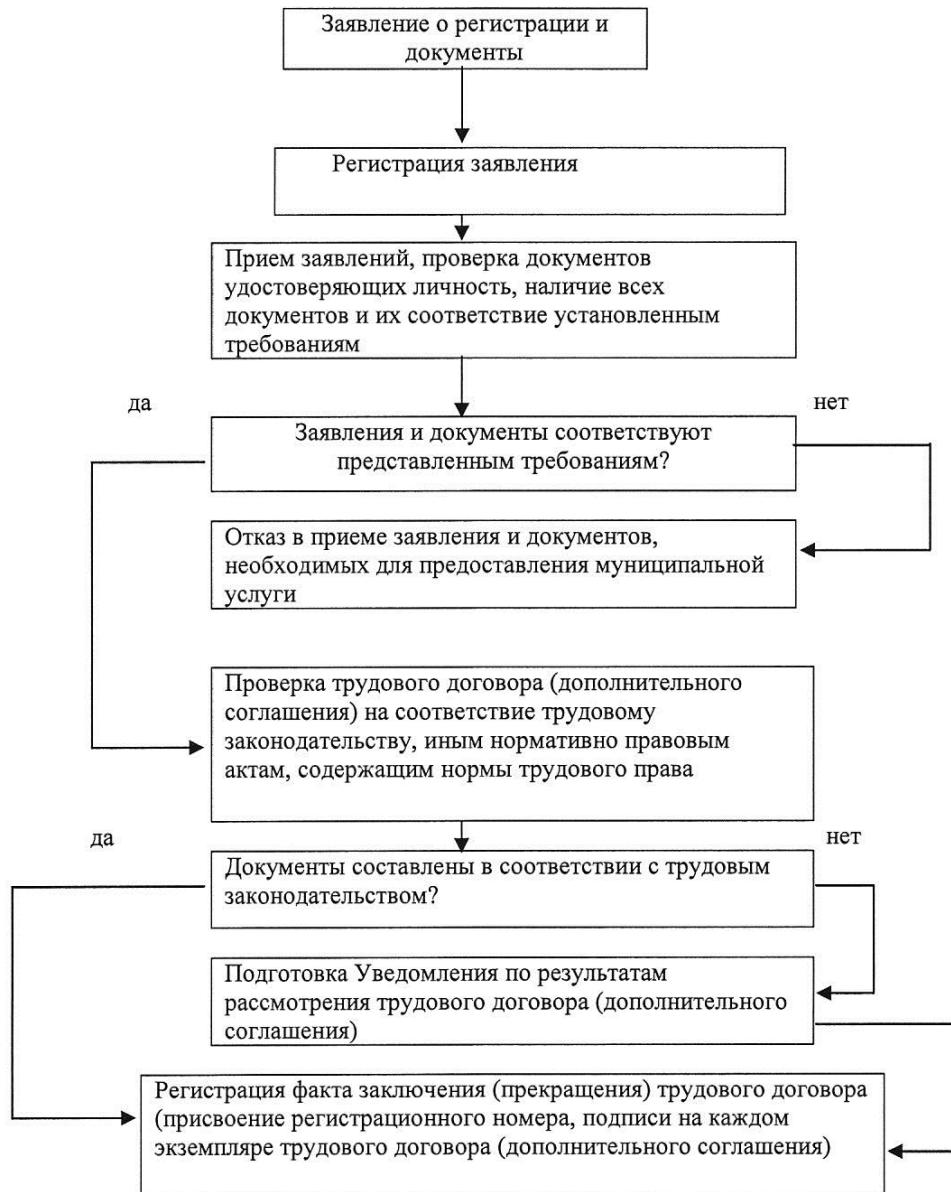 Заявление о регистрации и
документы
Регистрация заявления
Прием заявлений, проверка документов
удостоверяющих личность, наличие всех
документов и их соответствие установленным
требованиям
да
нет
Заявления и документы соответствуют
представленным требованиям?
Отказ в приеме заявления и документов,
необходимых для предоставления муниципальной
услуги
Проверка трудового договора (дополнительного
соглашения) на соответствие трудовому
законодательству, иным нормативно правовым
актам, содержащим нормы трудового права
да
нет
Документы составлены в соответствии с трудовым
законодательством?
Подготовка Уведомления по результатам
рассмотрения трудового договора (дополнительного
соглашения)
Регистрация факта заключения (прекращения) трудового договора
(присвоение регистрационного номера, подписи на каждом
экземпляре трудового договора (дополнительного соглашения)